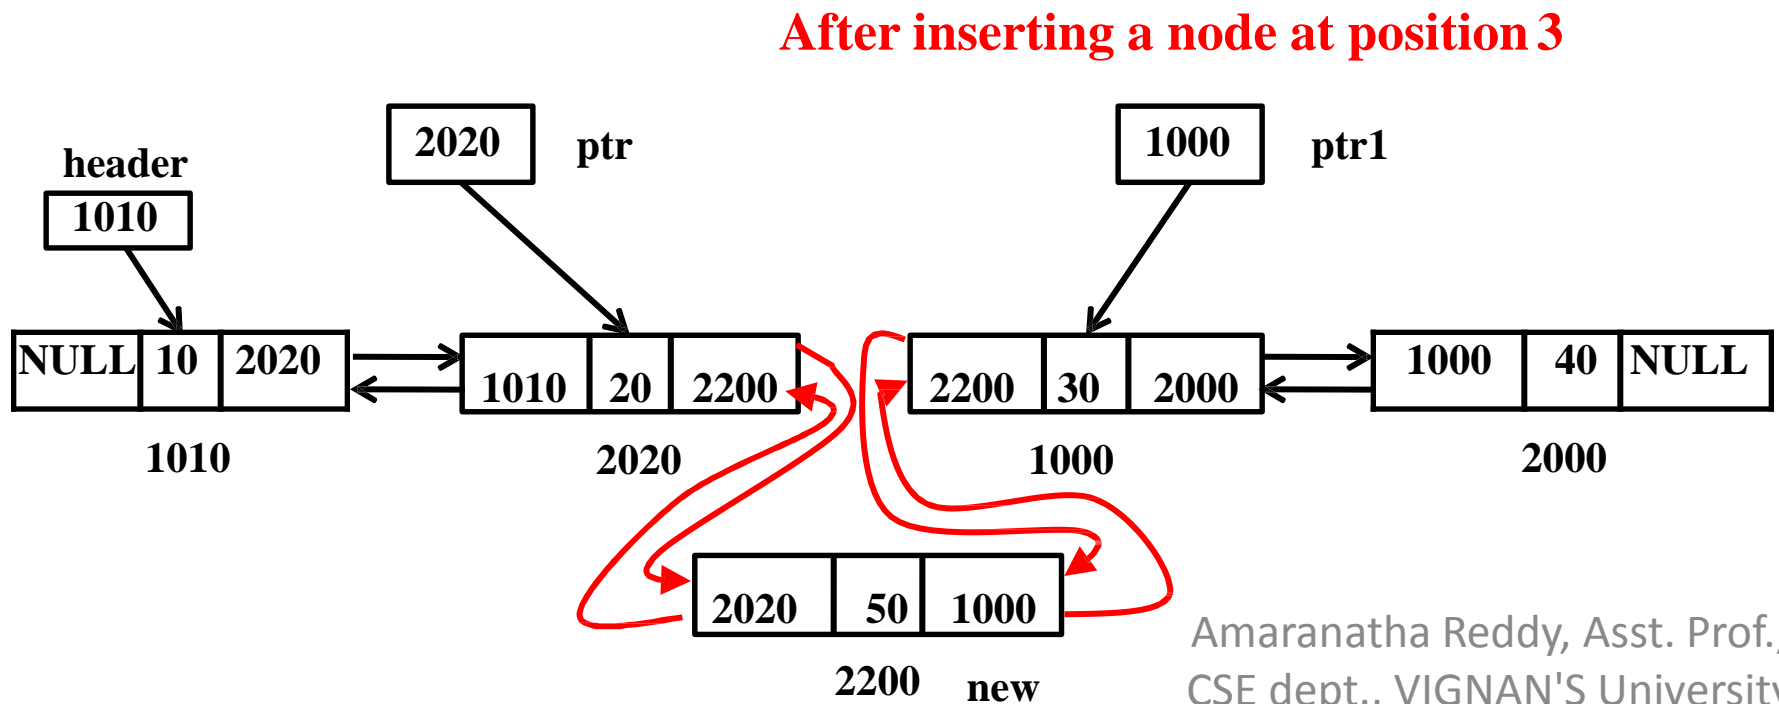 After inserting a node at position 3
2020 ptr 1000 ptr1
header
1010
NULL 10 2020 1010 20 2200 2200 30 2000 1000 40 NULL
1010 2020 1000 2000
2020 50 1000
2200 new
Amaranatha Reddy, Asst. Prof.,
CSE dept., VIGNAN'S University